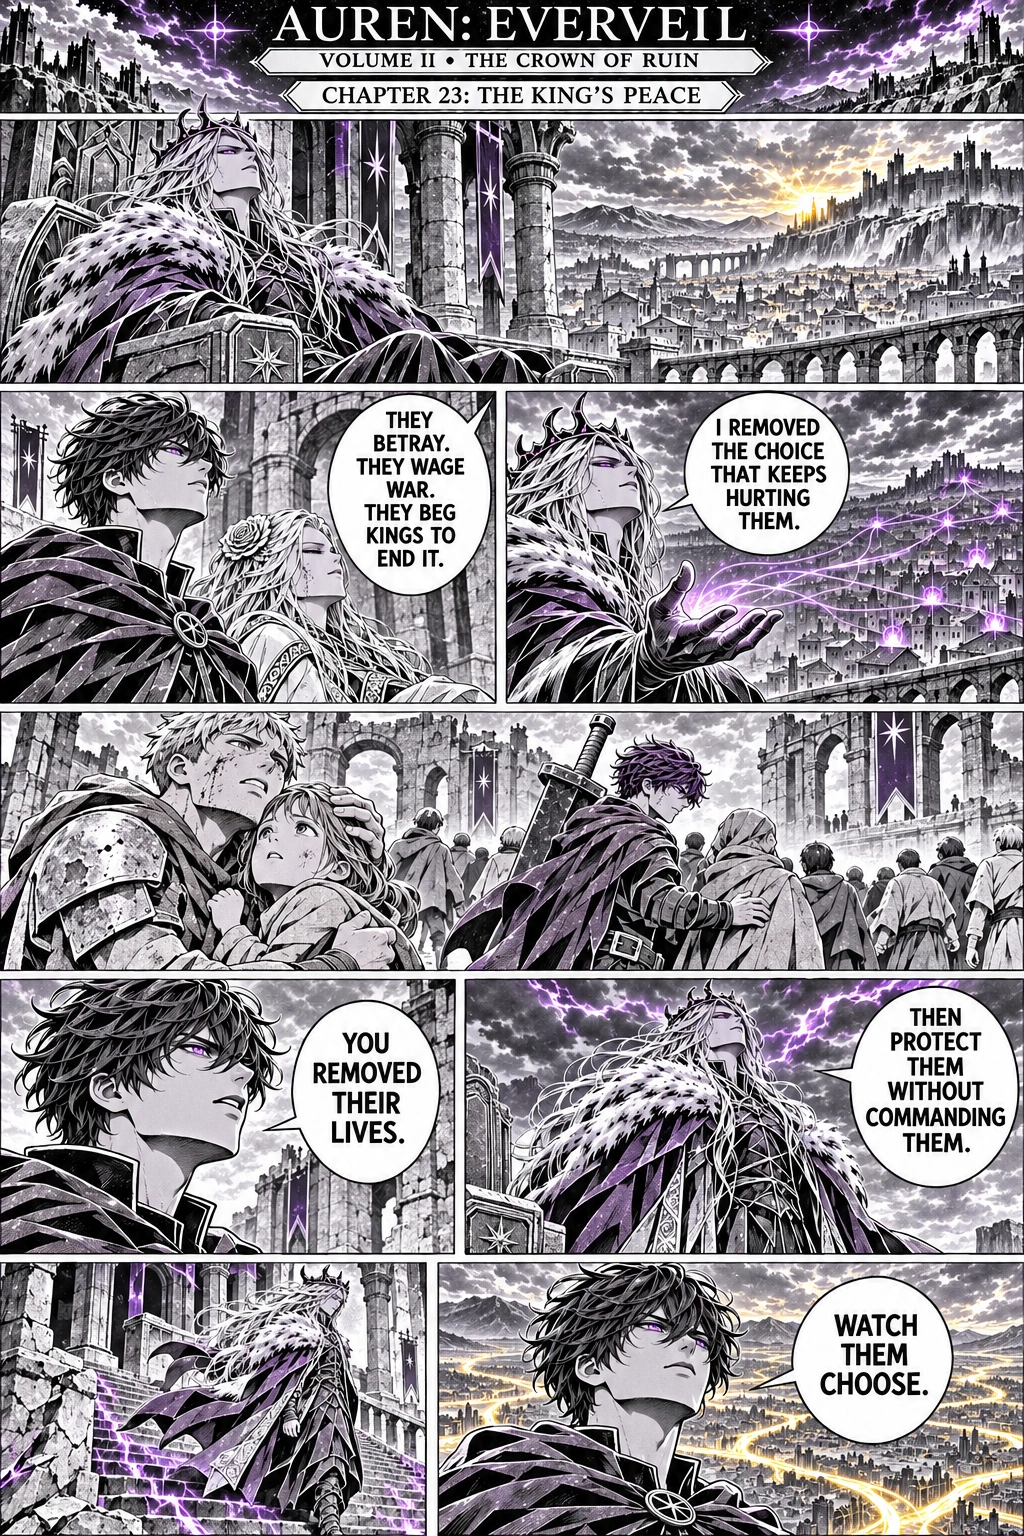 AUREN: EVERVEIL
VOLUME II • THE CROWN OF RUIN
CHAPTER 23: THE KING'S PEACE
THEY
BETRAY.
THEY WAGE
WAR.
THEY BEG
KINGS TO
END IT.
I REMOVED
THE CHOICE
THAT KEEPS
HURTING
THEM.
YOU
REMOVED
THEIR
LIVES.
THEN
PROTECT
THEM
WITHOUT
COMMANDING
THEM.
WATCH
THEM
CHOOSE.